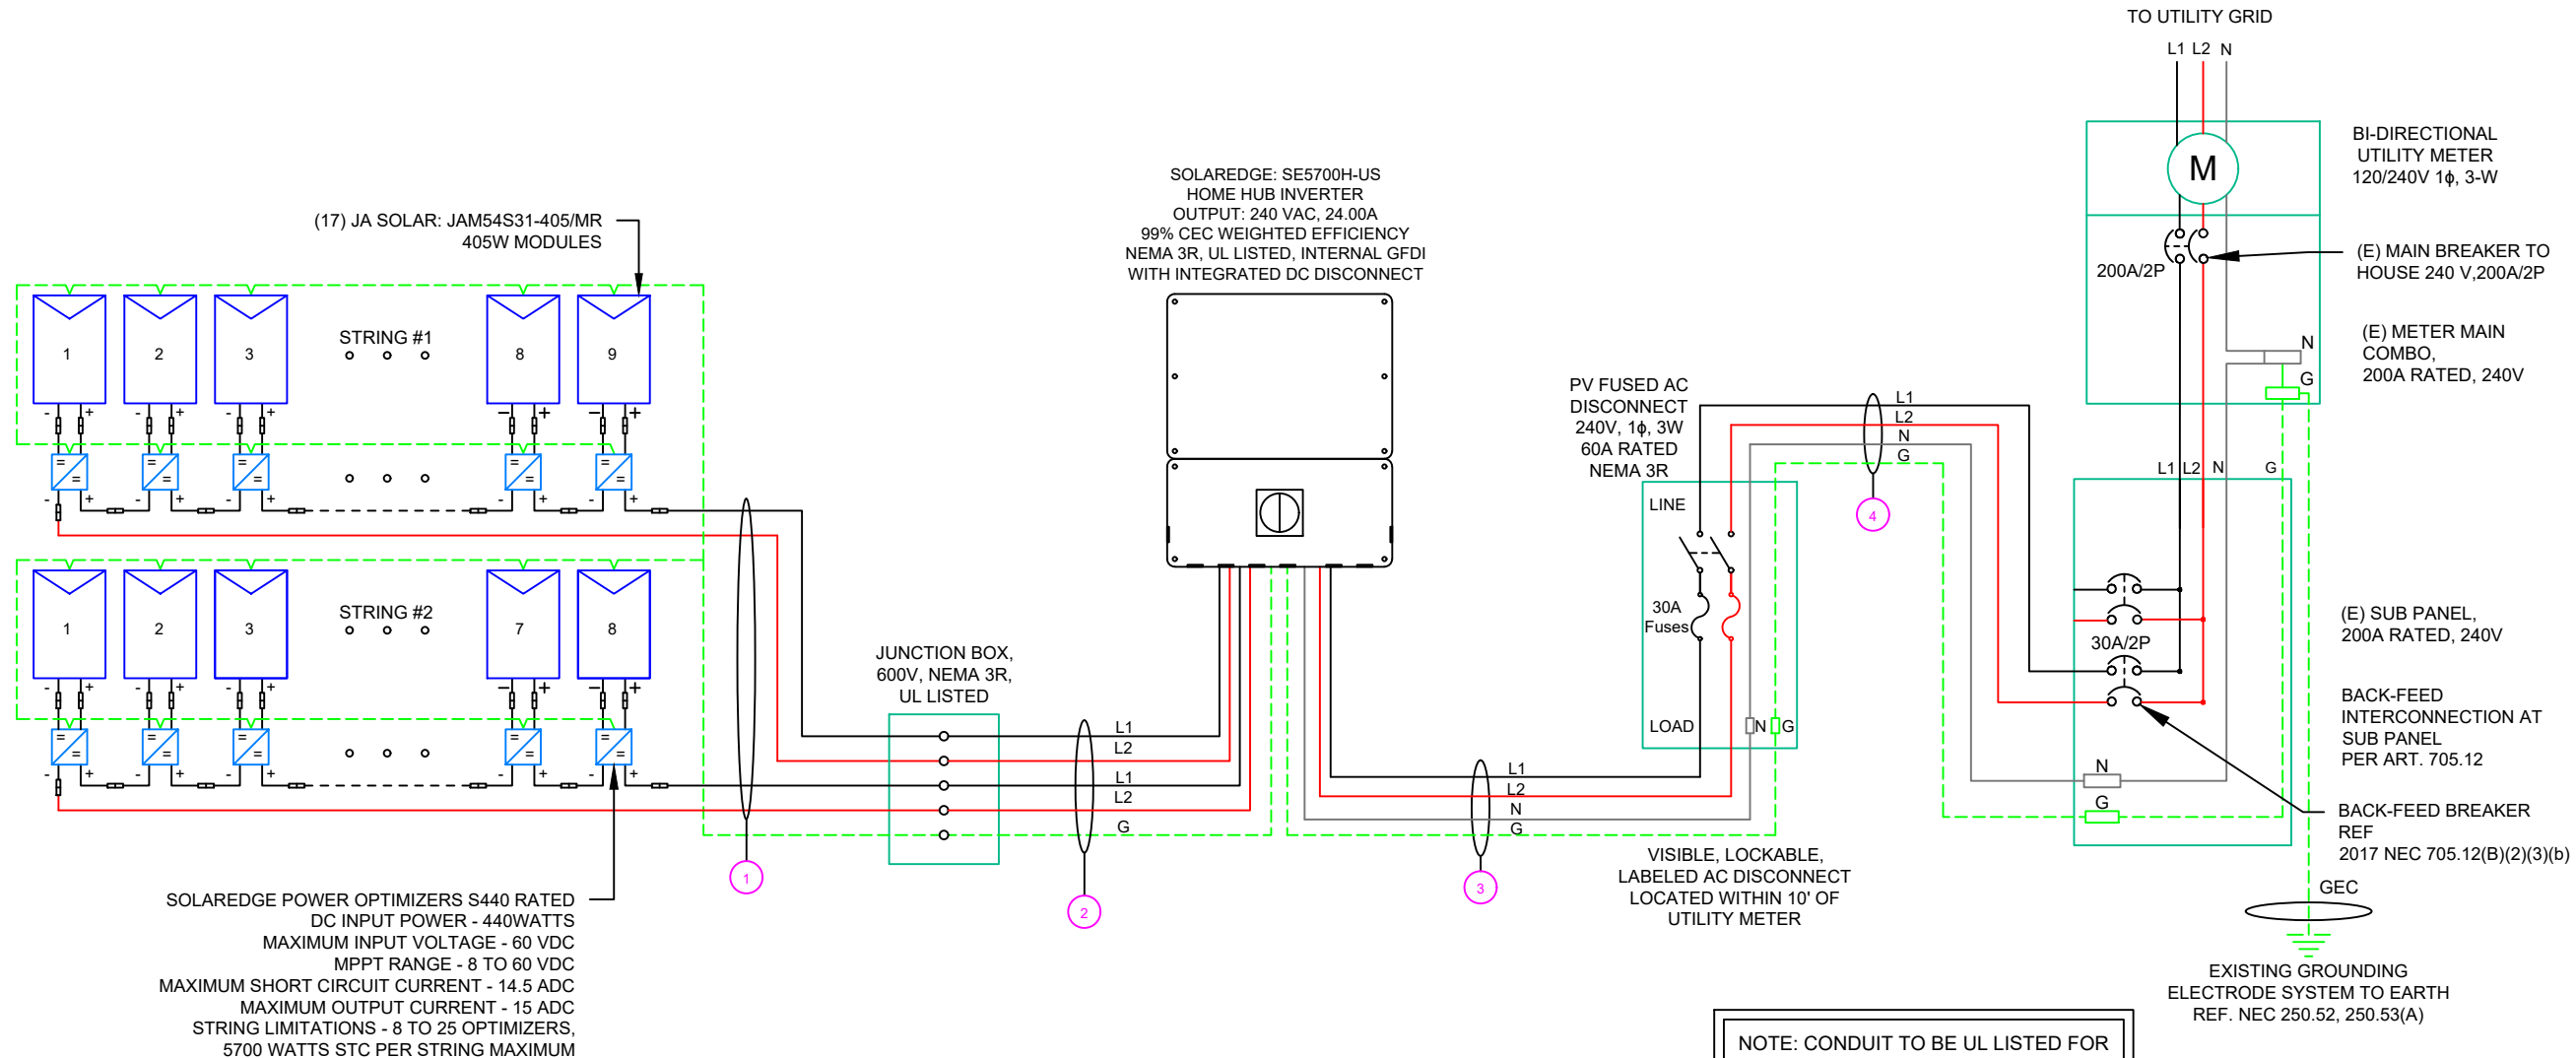 TO UTILITY GRID
L1 L2 N
BI-DIRECTIONAL
UTILITY METER
120/240V 1ϕ, 3-W
M
200A/2P
(E) MAIN BREAKER TO
HOUSE 240 V,200A/2P
(E) METER MAIN
COMBO,
200A RATED, 240V
N
G
SOLAREDGE: SE5700H-US
HOME HUB INVERTER
OUTPUT: 240 VAC, 24.00A
99% CEC WEIGHTED EFFICIENCY
NEMA 3R, UL LISTED, INTERNAL GFDI
WITH INTEGRATED DC DISCONNECT
(17) JA SOLAR: JAM54S31-405/MR
405W MODULES
STRING #1
1 2 3 8 9
- + - + - + - + - +
= = = = = = = = = =
- + - + - + - + - +
STRING #2
1 2 3 7 8
- + - + - + - + - +
= = = = = = = = = =
- + - + - + - + - +
1
SOLAREDGE POWER OPTIMIZERS S440 RATED
DC INPUT POWER - 440WATTS
MAXIMUM INPUT VOLTAGE - 60 VDC
MPPT RANGE - 8 TO 60 VDC
MAXIMUM SHORT CIRCUIT CURRENT - 14.5 ADC
MAXIMUM OUTPUT CURRENT - 15 ADC
STRING LIMITATIONS - 8 TO 25 OPTIMIZERS,
5700 WATTS STC PER STRING MAXIMUM
JUNCTION BOX,
600V, NEMA 3R,
UL LISTED
L1
L2
L1
L2
G
2
L1
L2
N
G
3
PV FUSED AC
DISCONNECT
240V, 1ϕ, 3W
60A RATED
NEMA 3R
LINE
30A
Fuses
LOAD
N G
VISIBLE, LOCKABLE,
LABELED AC DISCONNECT
LOCATED WITHIN 10' OF
UTILITY METER
L1
L2
N
G
4
L1 L2 N G
30A/2P
N
G
(E) SUB PANEL,
200A RATED, 240V
BACK-FEED
INTERCONNECTION AT
SUB PANEL
PER ART. 705.12
BACK-FEED BREAKER
REF
2017 NEC 705.12(B)(2)(3)(b)
GEC
EXISTING GROUNDING
ELECTRODE SYSTEM TO EARTH
REF. NEC 250.52, 250.53(A)
NOTE: CONDUIT TO BE UL LISTED FOR